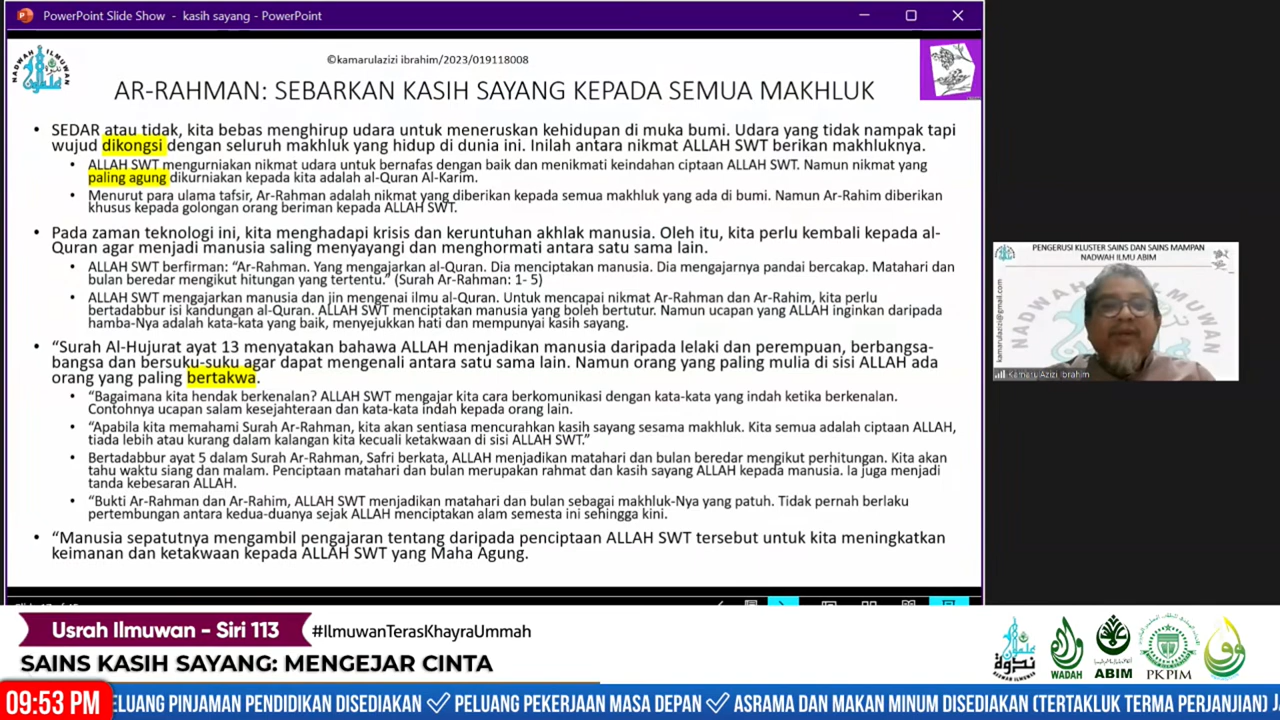 PowerPoint Slide Show - kasih sayang - PowerPoint
©kamarulazizi ibrahim/2023/019118008
NADWAH ILMUWAN
AR-RAHMAN: SEBARKAN KASIH SAYANG KEPADA SEMUA MAKHLUK
• SEDAR atau tidak, kita bebas menghirup udara untuk meneruskan kehidupan di muka bumi. Udara yang tidak nampak tapi
wujud dikongsi dengan seluruh makhluk yang hidup di dunia ini. Inilah antara nikmat ALLAH SWT berikan makhluknya.
• ALLAH SWT mengurniakan nikmat udara untuk bernafas dengan baik dan menikmati keindahan ciptaan ALLAH SWT. Namun nikmat yang
paling agung dikurniakan kepada kita adalah al-Quran Al-Karim.
• Menurut para ulama tafsir, Ar-Rahman adalah nikmat yang diberikan kepada semua makhluk yang ada di bumi. Namun Ar-Rahim diberikan
khusus kepada golongan orang beriman kepada ALLAH SWT.
• Pada zaman teknologi ini, kita menghadapi krisis dan keruntuhan akhlak manusia. Oleh itu, kita perlu kembali kepada al-
Quran agar menjadi manusia saling menyayangi dan menghormati antara satu sama lain.
• ALLAH SWT berfirman: “Ar-Rahman. Yang mengajarkan al-Quran. Dia menciptakan manusia. Dia mengajarnya pandai bercakap. Matahari dan
bulan beredar mengikut hitungan yang tertentu.” (Surah Ar-Rahman: 1- 5)
• ALLAH SWT mengajarkan manusia dan jin mengenai ilmu al-Quran. Untuk mencapai nikmat Ar-Rahman dan Ar-Rahim, kita perlu
bertadabbur isi kandungan al-Quran. ALLAH SWT menciptakan manusia yang boleh bertutur. Namun ucapan yang ALLAH inginkan daripada
hamba-Nya adalah kata-kata yang baik, menyejukkan hati dan mempunyai kasih sayang.
• “Surah Al-Hujurat ayat 13 menyatakan bahawa ALLAH menjadikan manusia daripada lelaki dan perempuan, berbangsa-
bangsa dan bersuku-suku agar dapat mengenali antara satu sama lain. Namun orang yang paling mulia di sisi ALLAH ada
orang yang paling bertakwa.
• “Bagaimana kita hendak berkenalan? ALLAH SWT mengajar kita cara berkomunikasi dengan kata-kata yang indah ketika berkenalan.
Contohnya ucapan salam kesejahteraan dan kata-kata indah kepada orang lain.
• “Apabila kita memahami Surah Ar-Rahman, kita akan sentiasa mencurahkan kasih sayang sesama makhluk. Kita semua adalah ciptaan ALLAH,
tiada lebih atau kurang dalam kalangan kita kecuali ketakwaan di sisi ALLAH SWT.”
• Bertadabbur ayat 5 dalam Surah Ar-Rahman, Safri berkata, ALLAH menjadikan matahari dan bulan beredar mengikut perhitungan. Kita akan
tahu waktu siang dan malam. Penciptaan matahari dan bulan merupakan rahmat dan kasih sayang ALLAH kepada manusia. Ia juga menjadi
tanda kebesaran ALLAH.
• “Bukti Ar-Rahman dan Ar-Rahim, ALLAH SWT menjadikan matahari dan bulan sebagai makhluk-Nya yang patuh. Tidak pernah berlaku
pertembungan antara kedua-duanya sejak ALLAH menciptakan alam semesta ini sehingga kini.
• “Manusia sepatutnya mengambil pengajaran tentang daripada penciptaan ALLAH SWT tersebut untuk kita meningkatkan
keimanan dan ketakwaan kepada ALLAH SWT yang Maha Agung.
PENGERUSI KLUSTER SAINS DAN SAINS MAMPAN
NADWAH ILMU ABIM
kamarulazizi@gmail.com
Kamarul Azizi Ibrahim
Usrah Ilmuwan - Siri 113
#IlmuwanTerasKhayraUmmah
SAINS KASIH SAYANG: MENGEJAR CINTA
WADAH
ABIM
PKPIM
09:53 PM
ELUANG PINJAMAN PENDIDIKAN DISEDIAKAN ✓ PELUANG PEKERJAAN MASA DEPAN ✓ ASRAMA DAN MAKAN MINUM DISEDIAKAN (TERTAKLUK TERMA PERJANJIAN)